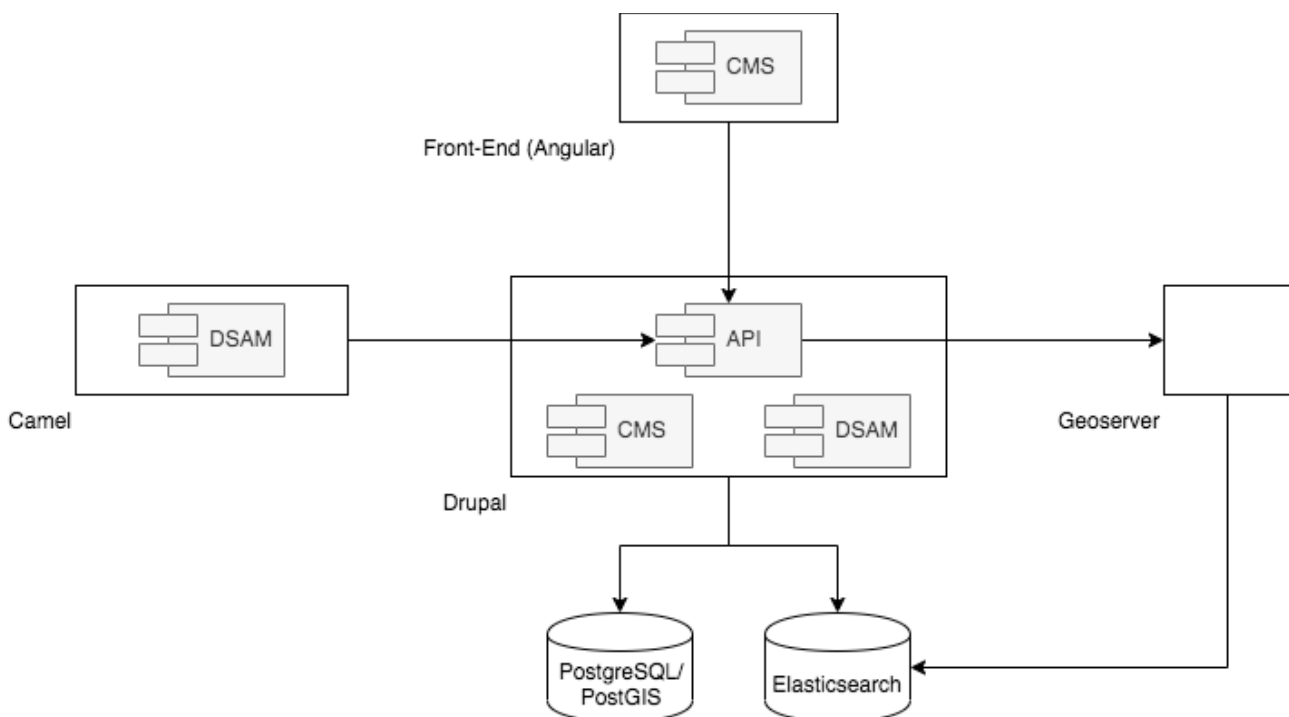 CMS
Front-End (Angular)
DSAM
API
Camel
Geoserver
CMS
DSAM
Drupal
PostgreSQL/
PostGIS
Elasticsearch